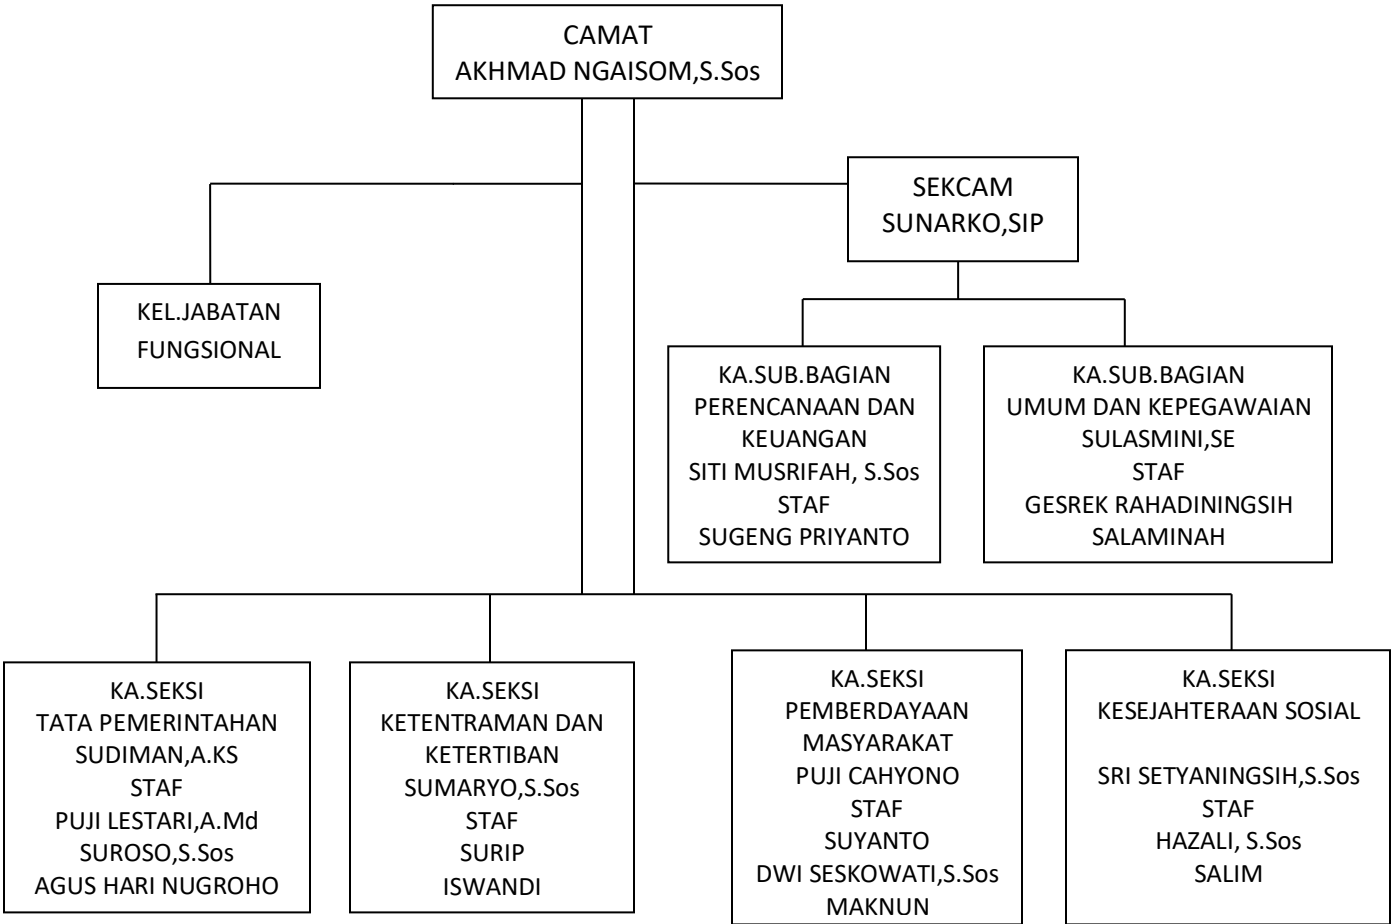 CAMAT
AKHMAD NGAISOM,S.Sos
SEKCAM
SUNARKO,SIP
KEL.JABATAN
FUNGSIONAL
KA.SUB.BAGIAN
PERENCANAAN DAN
KEUANGAN
SITI MUSRIFAH, S.Sos
STAF
SUGENG PRIYANTO
KA.SUB.BAGIAN
UMUM DAN KEPEGAWAIAN
SULASMINI,SE
STAF
GESREK RAHADININGSIH
SALAMINAH
KA.SEKSI
TATA PEMERINTAHAN
SUDIMAN,A.KS
STAF
PUJI LESTARI,A.Md
SUROSO,S.Sos
AGUS HARI NUGROHO
KA.SEKSI
KETENTRAMAN DAN
KETERTIBAN
SUMARYO,S.Sos
STAF
SURIP
ISWANDI
KA.SEKSI
PEMBERDAYAAN
MASYARAKAT
PUJI CAHYONO
STAF
SUYANTO
DWI SESKOWATI,S.Sos
MAKNUN
KA.SEKSI
KESEJAHTERAAN SOSIAL
SRI SETYANINGSIH,S.Sos
STAF
HAZALI, S.Sos
SALIM